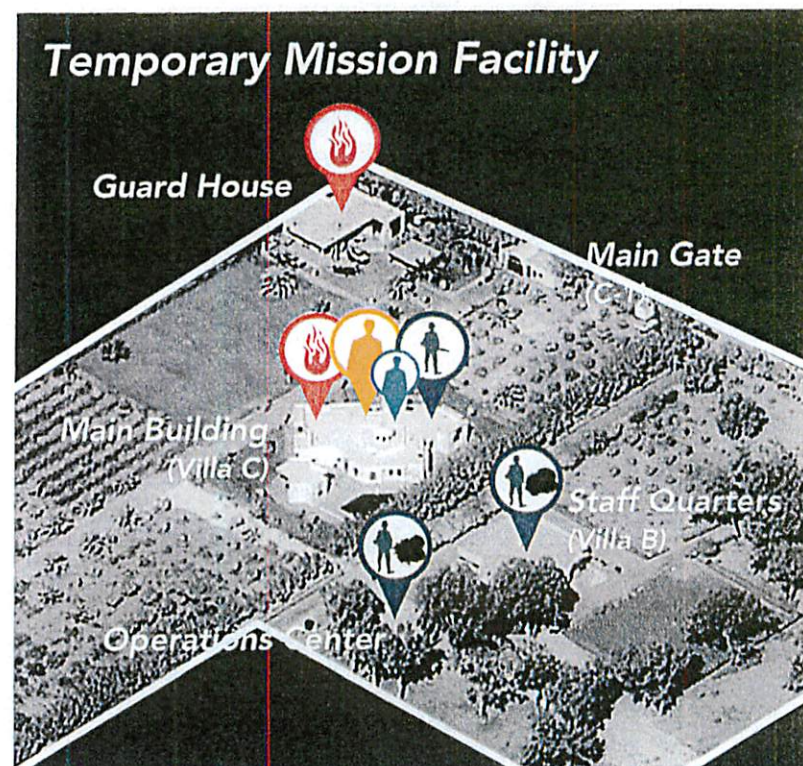 Temporary Mission Facility
Guard House
Main Gate
Main Building
(Villa C)
Staff Quarters
(Villa B)
Operations Center